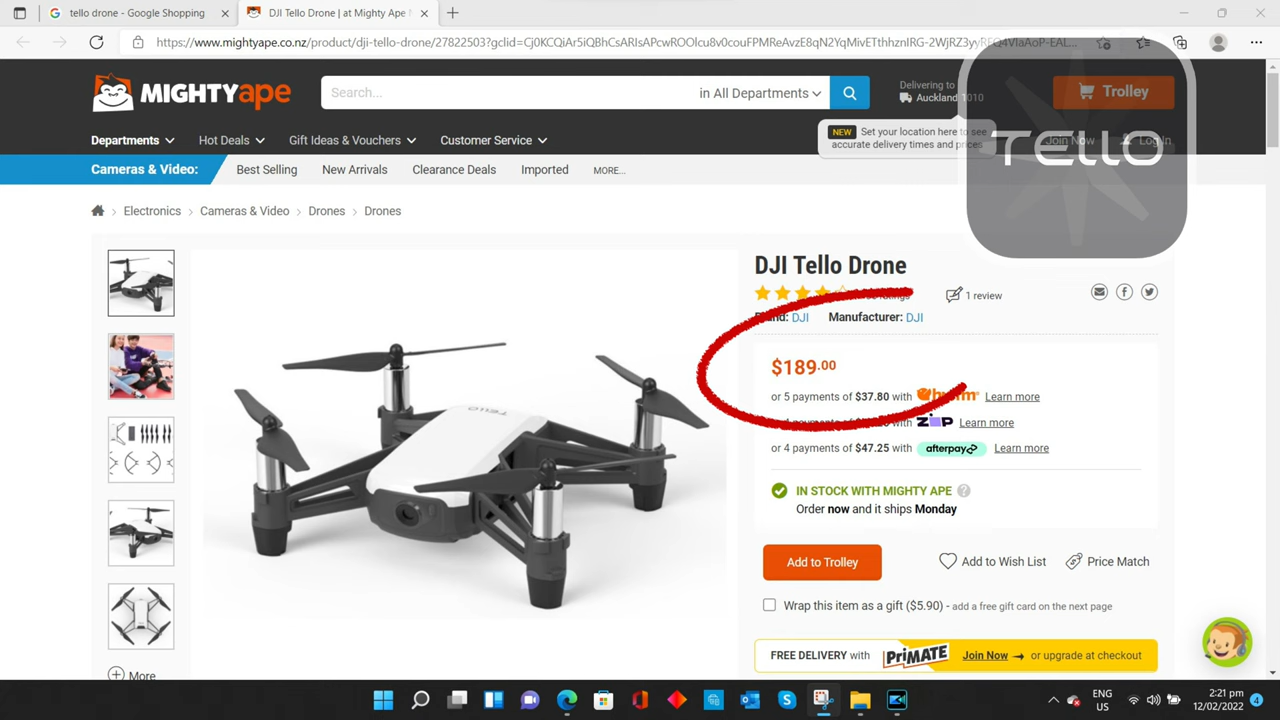 tello drone - Google Shopping
DJI Tello Drone | at Mighty Ape N
https://www.mightyape.co.nz/product/dji-tello-drone/27822503?gclid=
MIGHTYape
Search...
in All Departments
Delivering to
Auckland 1010
Trolley
TELLO
Departments
Hot Deals
Gift Ideas & Vouchers
Customer Service
NEW Set your location here to see
accurate delivery times and prices
Join Now
Log In
Cameras & Video:
Best Selling
New Arrivals
Clearance Deals
Imported
MORE...
Electronics > Cameras & Video > Drones > Drones
DJI Tello Drone
1 review
Brand: DJI
Manufacturer: DJI
$189.00
or 5 payments of $37.80 with
Learn more
ZIP
Learn more
or 4 payments of $47.25 with afterpay
Learn more
IN STOCK WITH MIGHTY APE ?
Order now and it ships Monday
Add to Trolley
Add to Wish List
Price Match
Wrap this item as a gift ($5.90) - add a free gift card on the next page
FREE DELIVERY with PRiMATE Join Now → or upgrade at checkout
TELLO
More
ENG
US
2:21 pm
12/02/2022
4